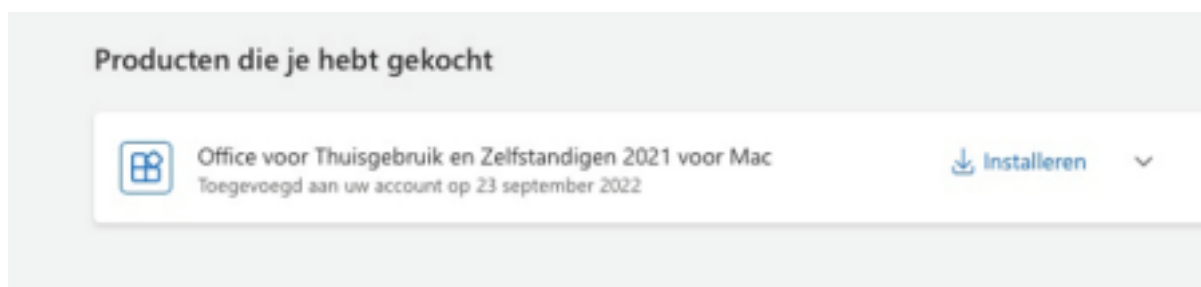 Producten die je hebt gekocht
Office voor Thuisgebruik en Zelfstandigen 2021 voor Mac
Installeren
Toegevoegd aan uw account op 23 september 2022